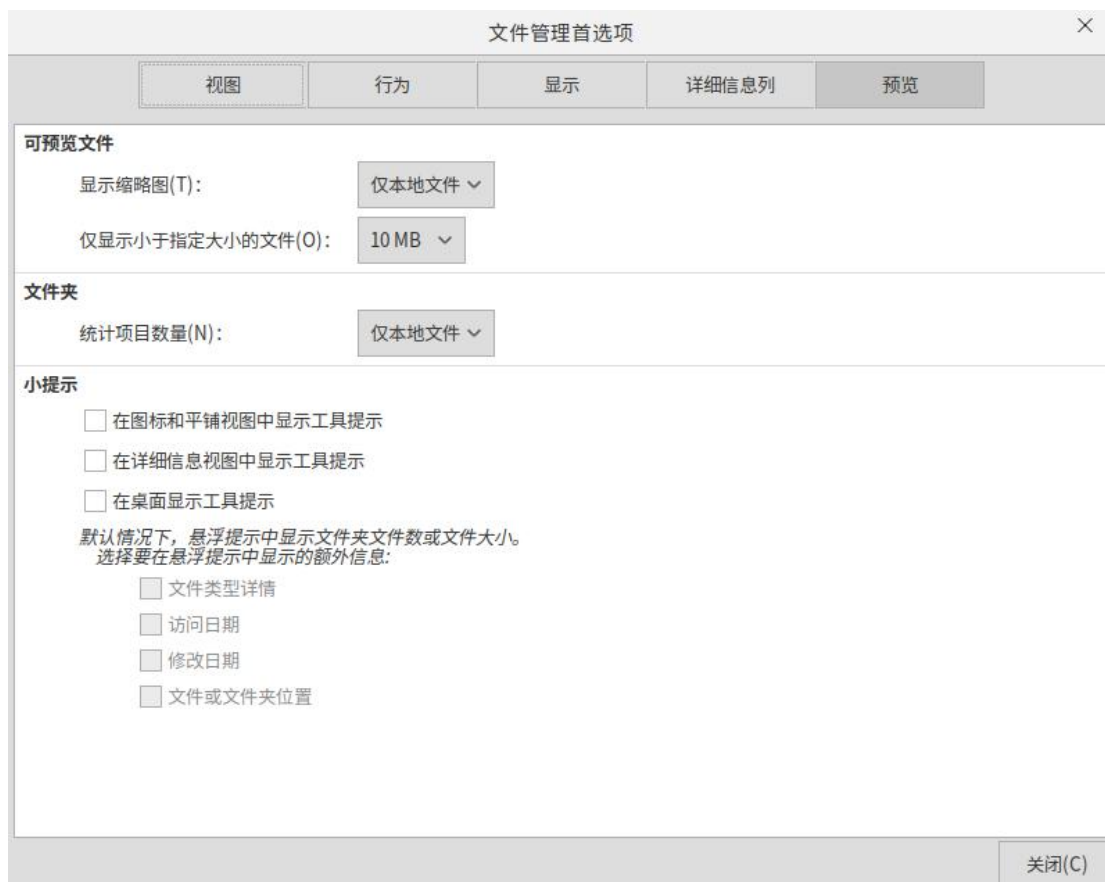 文件管理首选项
视图 行为 显示 详细信息列 预览
可预览文件
显示缩略图(T)： 仅本地文件
仅显示小于指定大小的文件(O)： 10 MB
文件夹
统计项目数量(N)： 仅本地文件
小提示
在图标和平铺视图中显示工具提示
在详细信息视图中显示工具提示
在桌面显示工具提示
默认情况下，悬浮提示中显示文件夹文件数或文件大小。
选择要在悬浮提示中显示的额外信息:
文件类型详情
访问日期
修改日期
文件或文件夹位置
关闭(C)